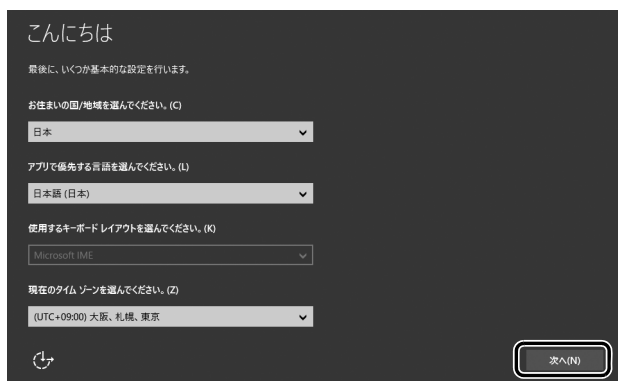 こんにちは
最後に、いくつか基本的な設定を行います。
お住まいの国/地域を選んでください。(C)
日本
アプリで優先する言語を選んでください。(L)
日本語 (日本)
使用するキーボード レイアウトを選んでください。(K)
Microsoft IME
現在のタイム ゾーンを選んでください。(Z)
(UTC+09:00) 大阪、札幌、東京
次へ(N)